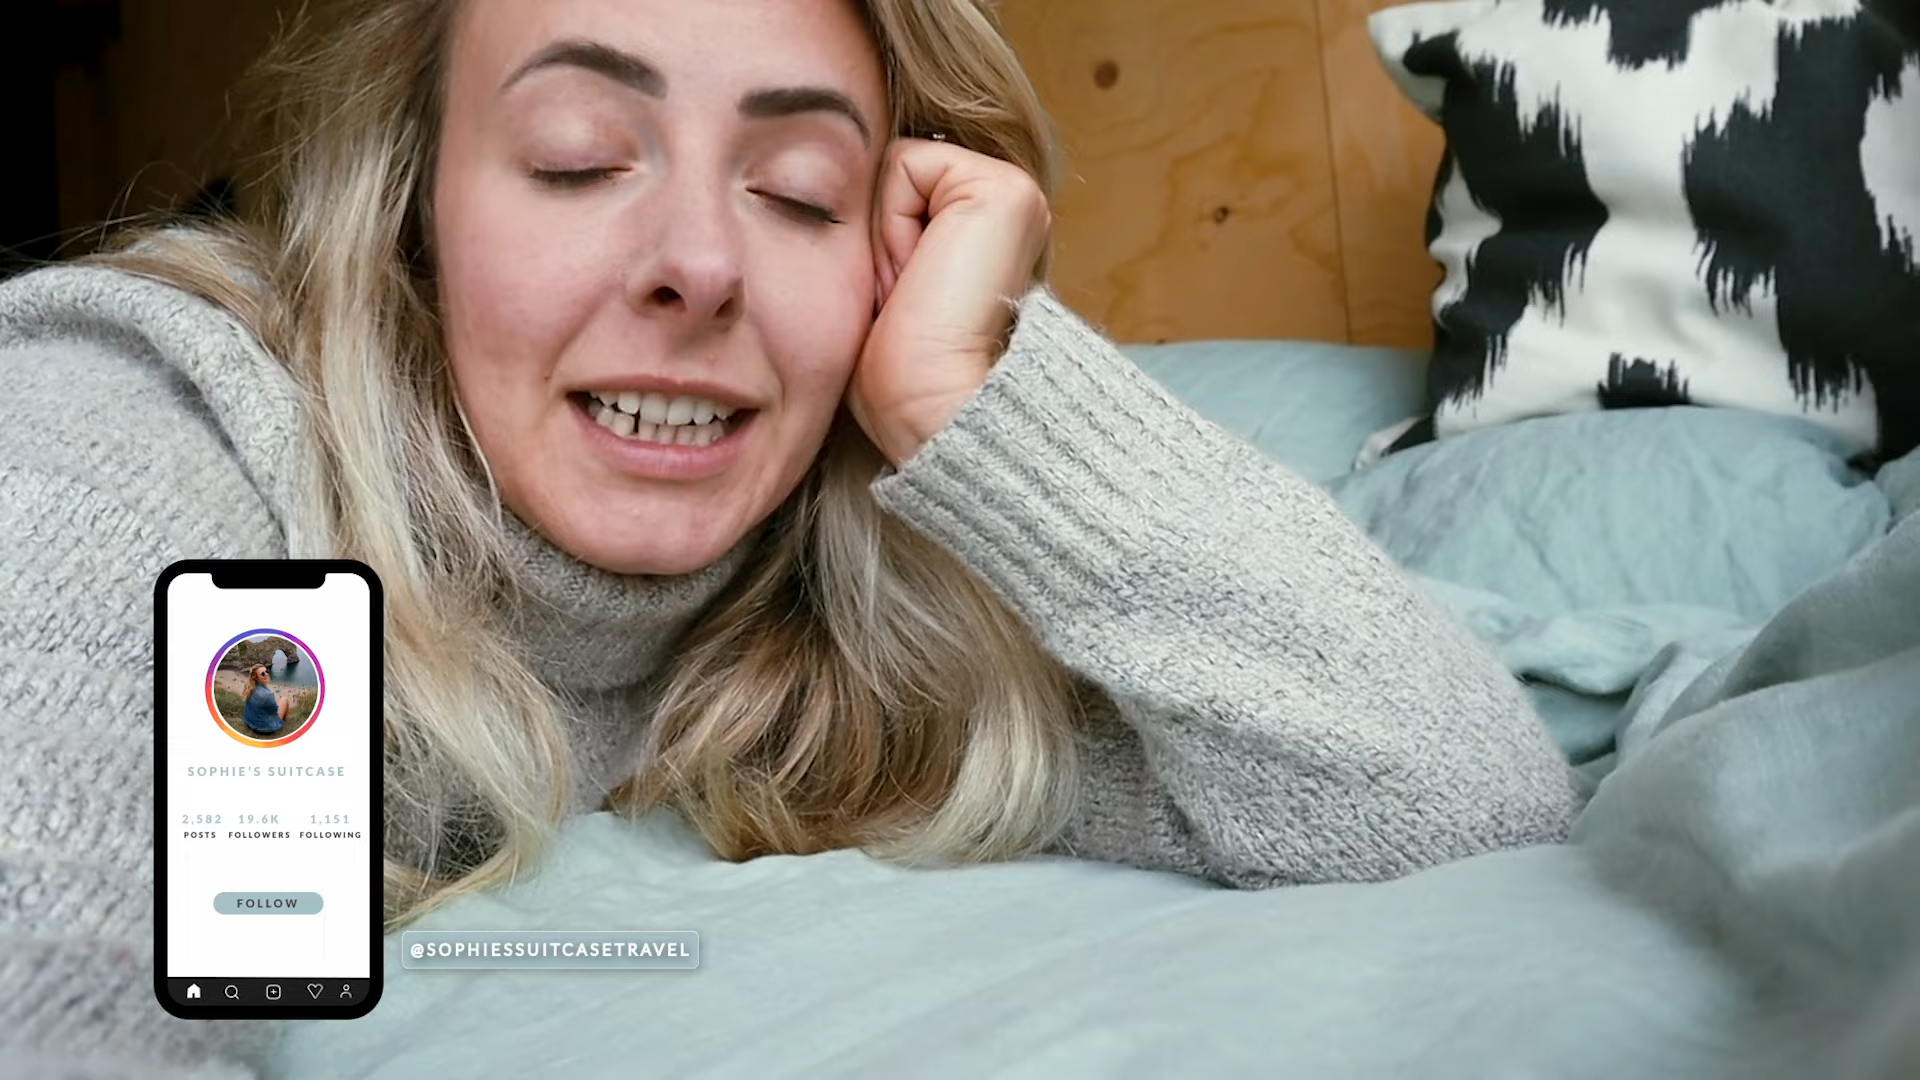 SOPHIE'S SUITCASE
2,582 19.6K 1,151
POSTS FOLLOWERS FOLLOWING
FOLLOW
@SOPHIESSUITCASETRAVEL